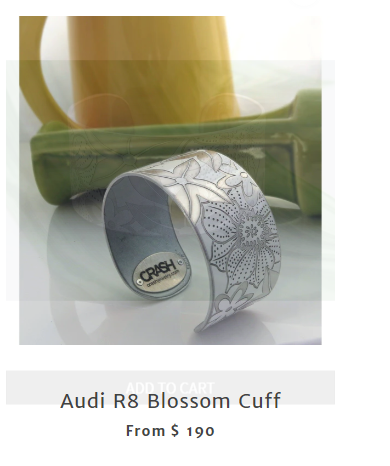 CRASH
ADD TO CART
Audi R8 Blossom Cuff
From $ 190